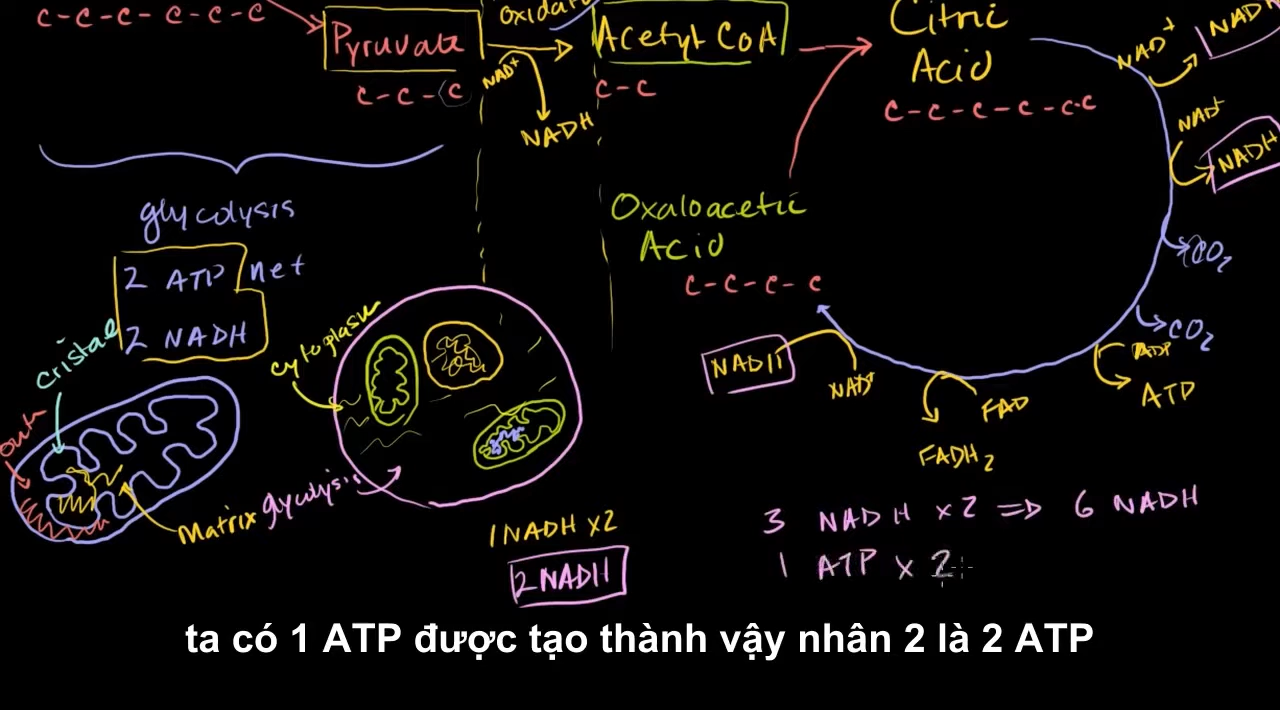 C-C-C-C-C-C
Pyruvate
C-C-C
NAD+
NADH
Acetyl CoA
C-C
Citric
Acid
C-C-C-C-C-C
NAD+
NAD+
NADH
CO2
CO2
ADP
ATP
FAD
FADH2
NAD+
NADH
Oxaloacetic
Acid
C-C-C-C
glycolysis
2 ATP net
2 NADH
cristae
cytoplasm
Matrix
glycolysis
1 NADH x2
2 NADH
3 NADH x 2 ⇒ 6 NADH
1 ATP x 2
ta có 1 ATP được tạo thành vậy nhân 2 là 2 ATP